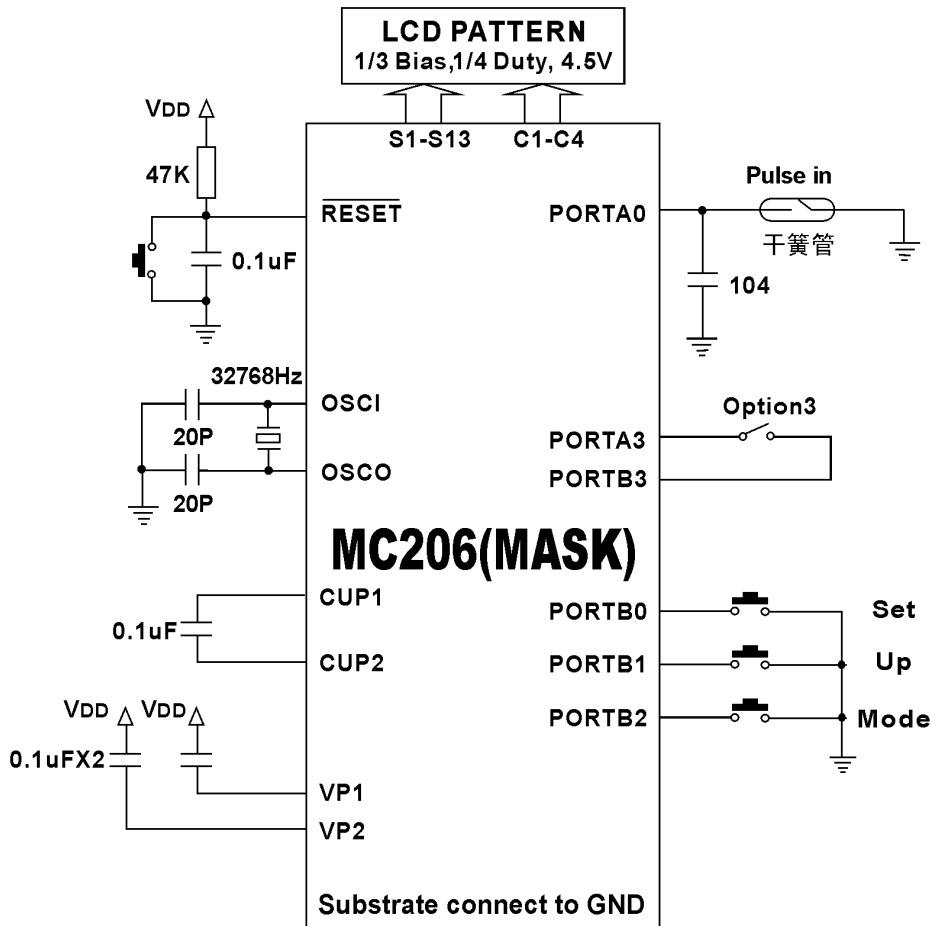 LCD PATTERN
1/3 Bias,1/4 Duty, 4.5V
S1-S13
C1-C4
VDD
47K
RESET
0.1uF
PORTA0
Pulse in
干簧管
104
32768Hz
OSCI
20P
OSCO
20P
Option3
PORTA3
PORTB3
MC206(MASK)
CUP1
0.1uF
CUP2
PORTB0
Set
PORTB1
Up
PORTB2
Mode
VDD
VDD
0.1uFX2
VP1
VP2
Substrate connect to GND